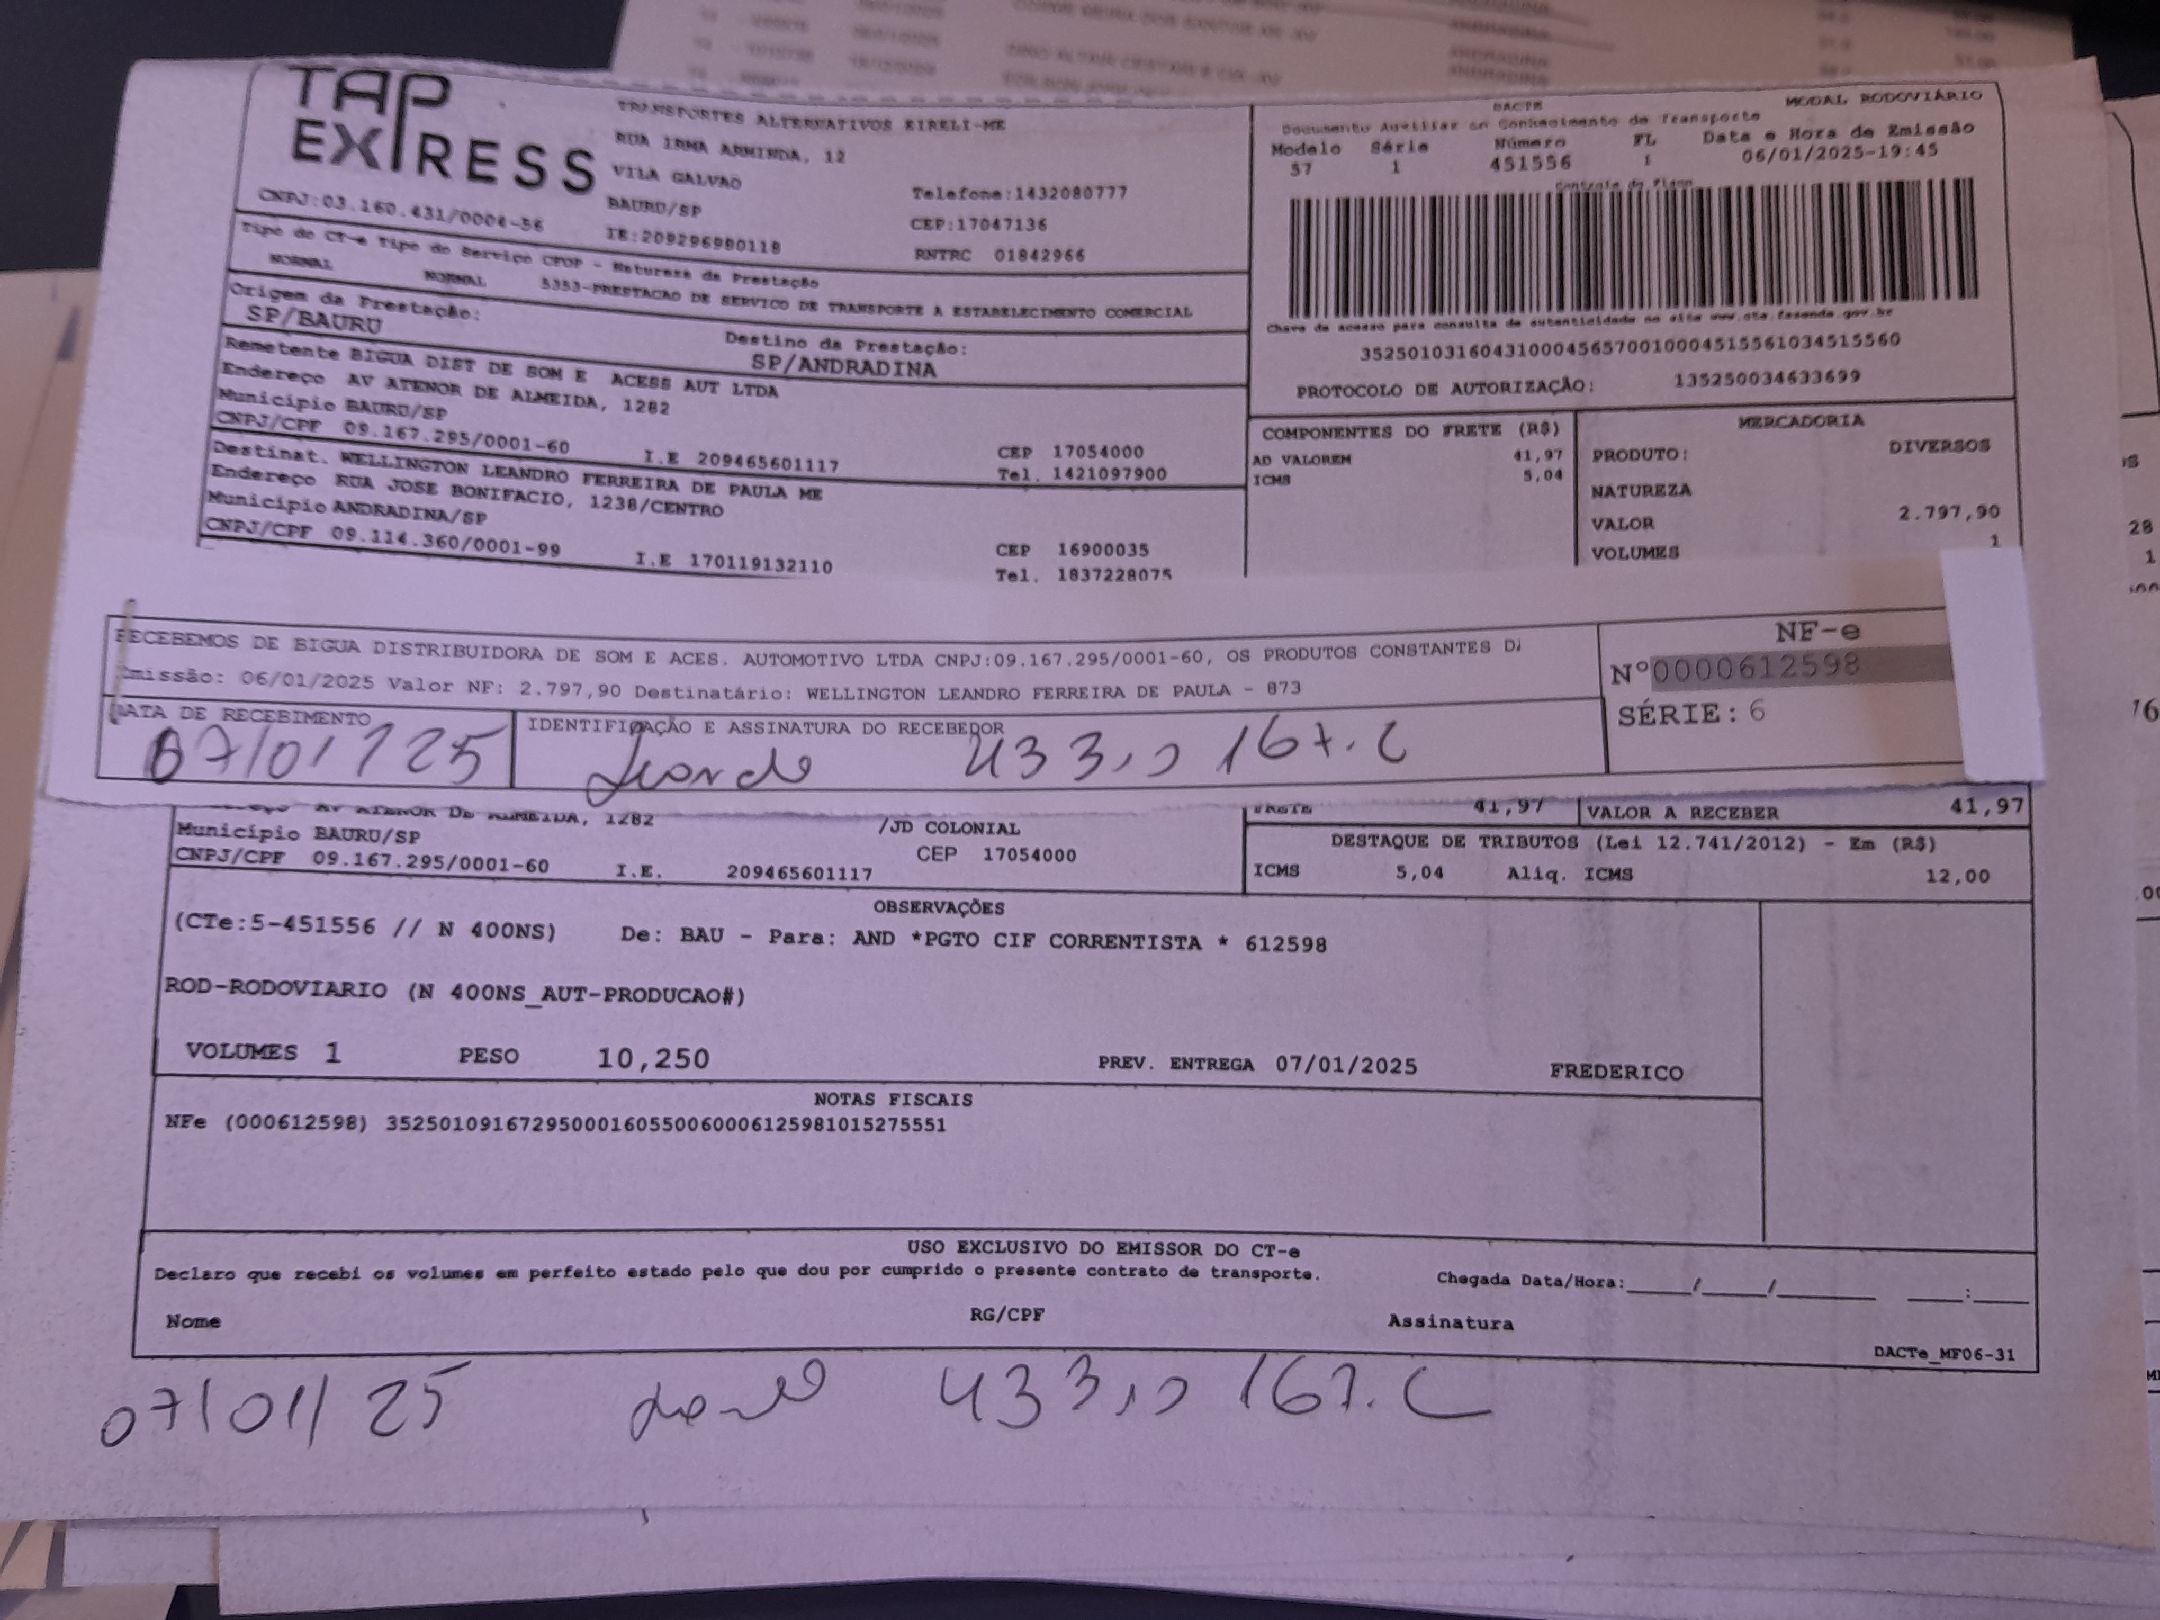 TAP EXPRESS
TRANSPORTES ALTERNATIVOS EIRELI-ME
RUA IRMA ARMINDA, 12
VILA GALVAO
BAURU/SP
IE:209296980118
Telefone:1432080777
CEP:17047136
RNTRC 01842966
CNPJ:03.160.431/0004-56
Tipo do CT-e Tipo do Serviço CFOP - Natureza da Prestação
NORMAL NORMAL 5353-PRESTACAO DE SERVICO DE TRANSPORTE A ESTABELECIMENTO COMERCIAL
Origem da Prestação:
SP/BAURU
Destino da Prestação:
SP/ANDRADINA
Remetente BIGUA DIST DE SOM E ACESS AUT LTDA
Endereço AV ATENOR DE ALMEIDA, 1282
Município BAURU/SP
CNPJ/CPF 09.167.295/0001-60 I.E 209465601117
CEP 17054000
Tel. 1421097900
Destinat. WELLINGTON LEANDRO FERREIRA DE PAULA ME
Endereço RUA JOSE BONIFACIO, 1238/CENTRO
Município ANDRADINA/SP
CNPJ/CPF 09.114.360/0001-99 I.E 170119132110
CEP 16900035
Tel. 1837228075
DACTE MODAL RODOVIÁRIO
Documento Auxiliar do Conhecimento de Transporte
Modelo Série Número FL Data e Hora de Emissão
57 1 451556 1 06/01/2025-19:45
Controle do Fisco
Chave de acesso para consulta de autenticidade no site www.cte.fazenda.gov.br
35250103160431000456570010004515561034515560
PROTOCOLO DE AUTORIZAÇÃO: 135250034633699
COMPONENTES DO FRETE (R$)
AD VALOREM 41,97
ICMS 5,04
MERCADORIA
PRODUTO: DIVERSOS
NATUREZA
VALOR 2.797,90
VOLUMES 1
RECEBEMOS DE BIGUA DISTRIBUIDORA DE SOM E ACES. AUTOMOTIVO LTDA CNPJ:09.167.295/0001-60, OS PRODUTOS CONSTANTES DA
Emissão: 06/01/2025 Valor NF: 2.797,90 Destinatário: WELLINGTON LEANDRO FERREIRA DE PAULA - 873
DATA DE RECEBIMENTO
07/01/25
IDENTIFICAÇÃO E ASSINATURA DO RECEBEDOR
NF-e
Nº0000612598
SÉRIE: 6
AV ATENOR DE ALMEIDA, 1282
/JD COLONIAL
Município BAURU/SP
CEP 17054000
CNPJ/CPF 09.167.295/0001-60 I.E. 209465601117
FRETE 41,97 VALOR A RECEBER 41,97
DESTAQUE DE TRIBUTOS (Lei 12.741/2012) - Em (R$)
ICMS 5,04 Aliq. ICMS 12,00
OBSERVAÇÕES
(CTe:5-451556 // N 400NS) De: BAU - Para: AND *PGTO CIF CORRENTISTA * 612598
ROD-RODOVIARIO (N 400NS_AUT-PRODUCAO#)
VOLUMES 1 PESO 10,250 PREV. ENTREGA 07/01/2025 FREDERICO
NOTAS FISCAIS
NFe (000612598) 35250109167295000160550060006125981015275551
USO EXCLUSIVO DO EMISSOR DO CT-e
Declaro que recebi os volumes em perfeito estado pelo que dou por cumprido o presente contrato de transporte.
Chegada Data/Hora:____/____/______ ____:____
Nome RG/CPF Assinatura
DACTe_MF06-31
07/01/25